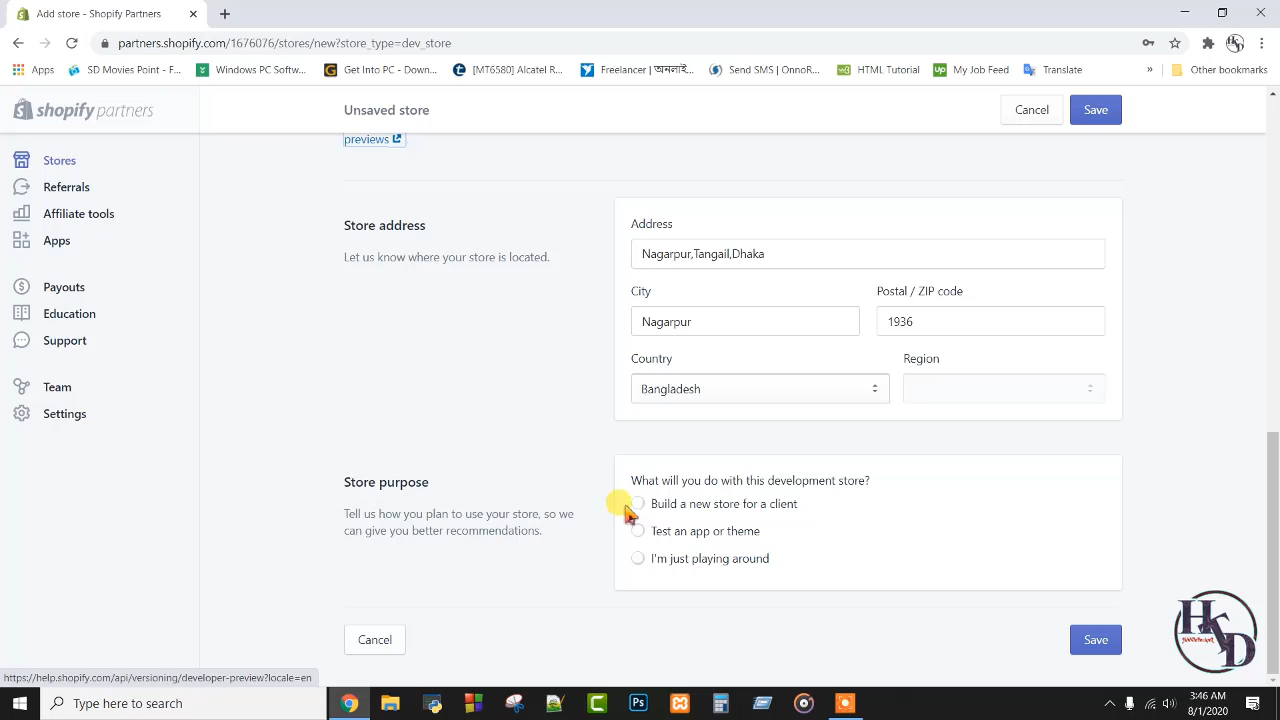 Add store - Shopify Partners
partners.shopify.com/1676076/stores/new?store_type=dev_store
Apps
SD Movies Point - F...
Windows PC Softw...
Get Into PC - Down...
[MT6580] Alcatel R...
Freelancer | অনলাই...
Send SMS | OnnoR...
HTML Tutorial
My Job Feed
Translate
»
Other bookmarks
shopify partners
Unsaved store
Cancel
Save
previews
Stores
Referrals
Affiliate tools
Apps
Payouts
Education
Support
Team
Settings
Store address
Let us know where your store is located.
Address
Nagarpur,Tangail,Dhaka
City
Postal / ZIP code
Nagarpur
1936
Country
Region
Bangladesh
Store purpose
Tell us how you plan to use your store, so we
can give you better recommendations.
What will you do with this development store?
Build a new store for a client
Test an app or theme
I'm just playing around
Cancel
Save
HSD
https://help.shopify.com/api/versioning/developer-preview?locale=en
Type here to search
3:46 AM
8/1/2020